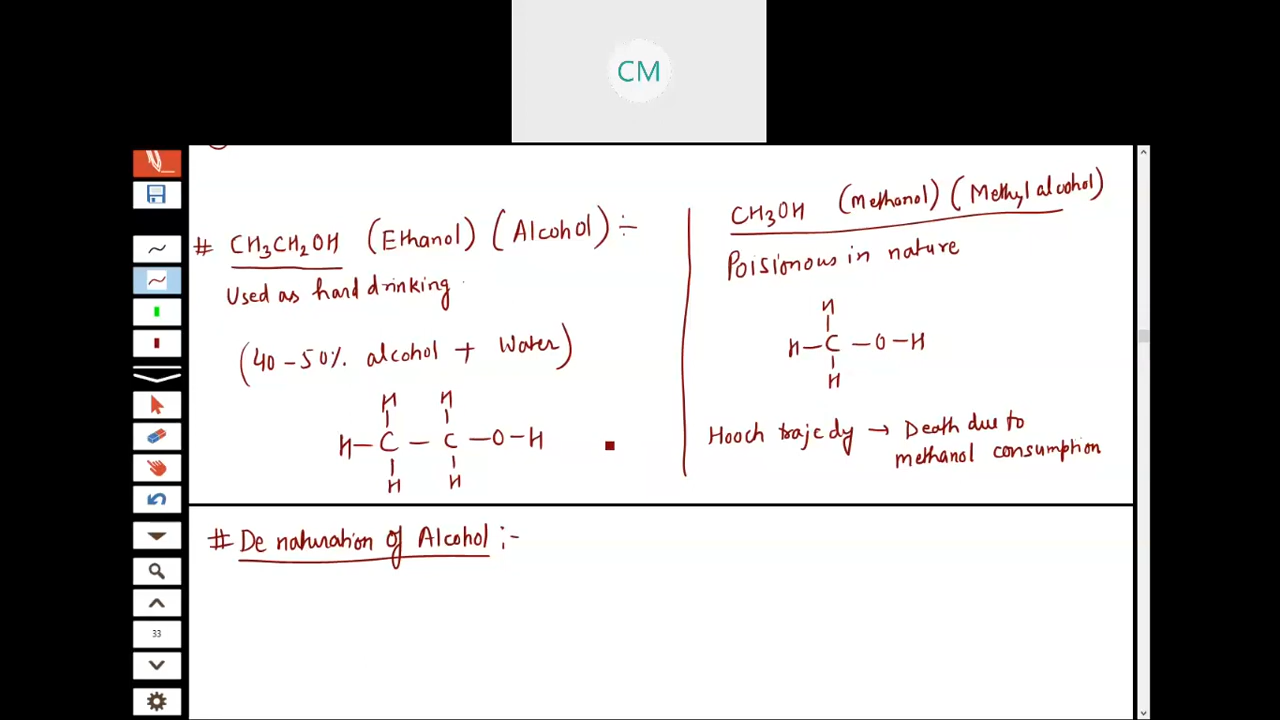 CM
# CH3CH2OH (Ethanol) (Alcohol) :-
Used as hard drinking
(40 - 50% alcohol + Water)
H H
H - C - C - O - H
H H
CH3OH (Methanol) (Methyl alcohol)
Poisionous in nature
H
H - C - O - H
H
Hooch trajedy → Death due to
methanol consumption
# De naturation of Alcohol :-
33